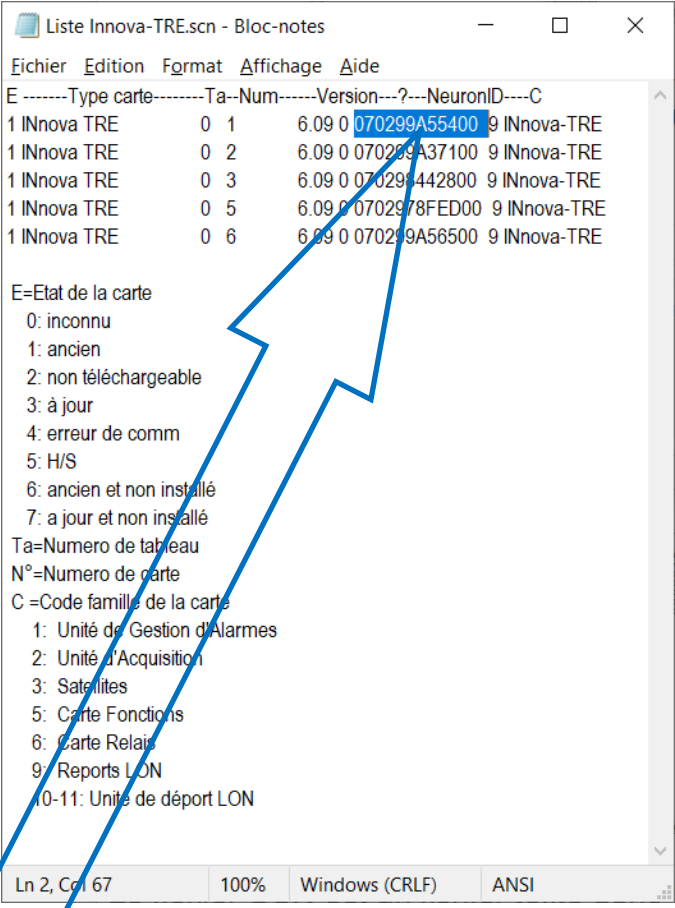 Liste Innova-TRE.scn - Bloc-notes
Fichier Edition Format Affichage Aide
E -------Type carte--------Ta--Num------Version---?---NeuronID----C
1 INnova TRE 0 1 6.09 0 070299A55400 9 INnova-TRE
1 INnova TRE 0 2 6.09 0 070299A37100 9 INnova-TRE
1 INnova TRE 0 3 6.09 0 070298442800 9 INnova-TRE
1 INnova TRE 0 5 6.09 0 0702978FED00 9 INnova-TRE
1 INnova TRE 0 6 6.09 0 070299A56500 9 INnova-TRE
E=Etat de la carte
0: inconnu
1: ancien
2: non téléchargeable
3: à jour
4: erreur de comm
5: H/S
6: ancien et non installé
7: a jour et non installé
Ta=Numero de tableau
N°=Numero de carte
C =Code famille de la carte
1: Unité de Gestion d'Alarmes
2: Unité d'Acquisition
3: Satellites
5: Carte Fonctions
6: Carte Relais
9: Reports LON
10-11: Unité de déport LON
Ln 2, Col 67 100% Windows (CRLF) ANSI